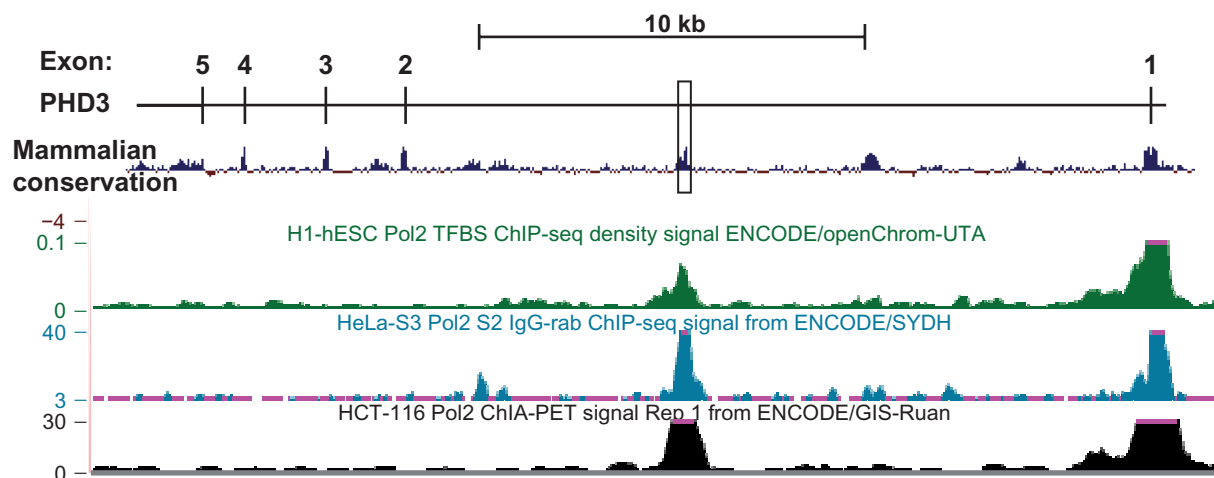 10 kb
Exon:
5 4 3 2 1
PHD3
Mammalian
conservation
−4
H1-hESC Pol2 TFBS ChIP-seq density signal ENCODE/openChrom-UTA
0.1
0
HeLa-S3 Pol2 S2 IgG-rab ChIP-seq signal from ENCODE/SYDH
40
3
HCT-116 Pol2 ChIA-PET signal Rep 1 from ENCODE/GIS-Ruan
30
0